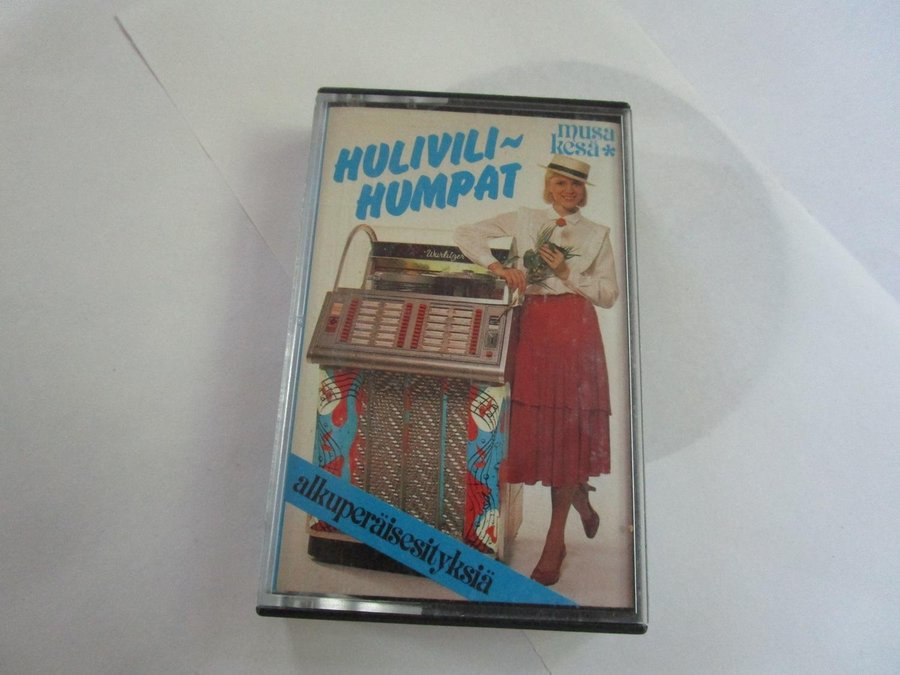 HULIVILI~
HUMPAT
musa
kesä*
Wurlitzer
alkuperäisesityksiä